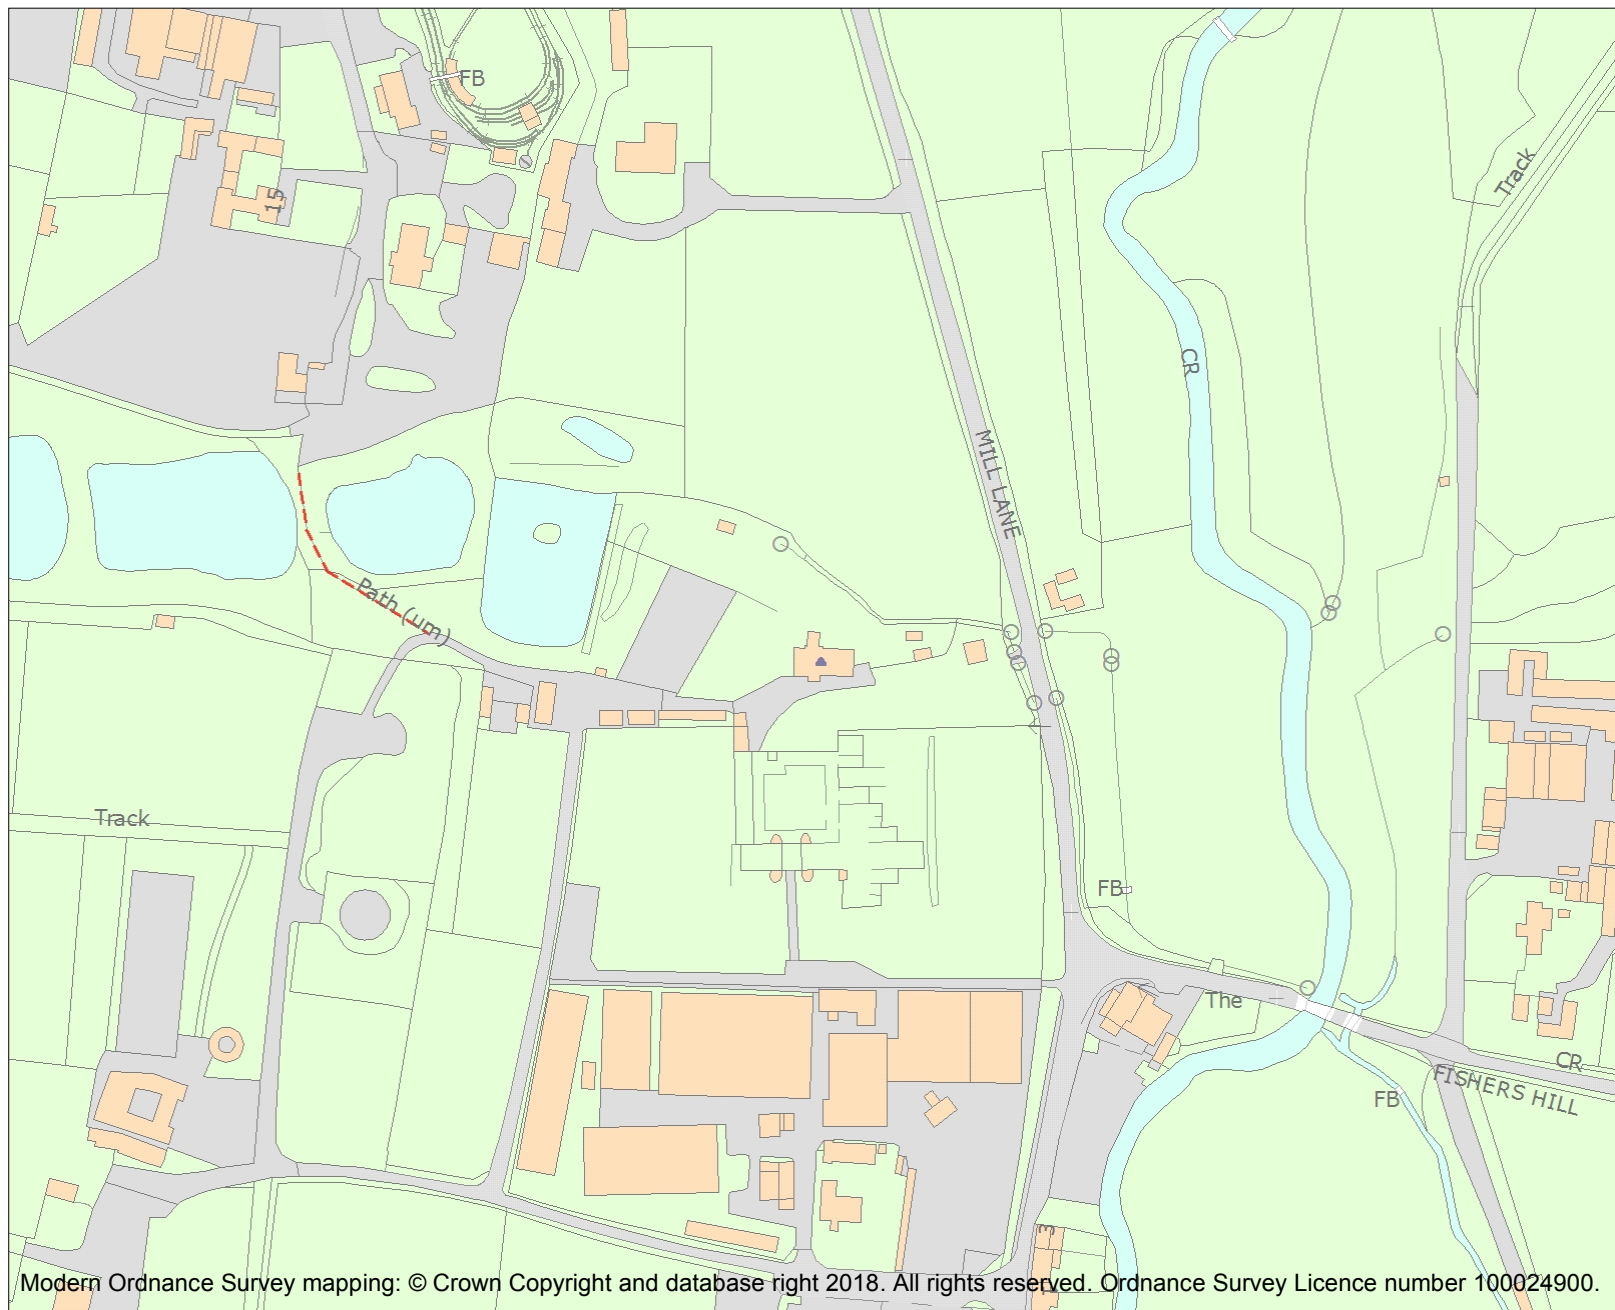 FB
Track
15
CR
MILL LANE
Path (um)
Track
FB
The
CR
FISHERS HILL
FB
3
Modern Ordnance Survey mapping: © Crown Copyright and database right 2018. All rights reserved. Ordnance Survey Licence number 100024900.